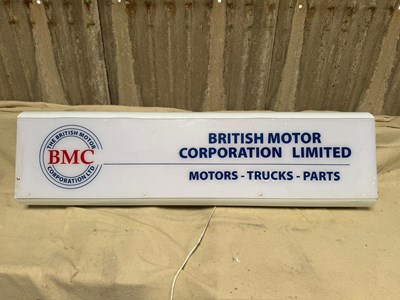 THE BRITISH MOTOR
BMC
CORPORATION LTD
BRITISH MOTOR
CORPORATION LIMITED
MOTORS - TRUCKS - PARTS